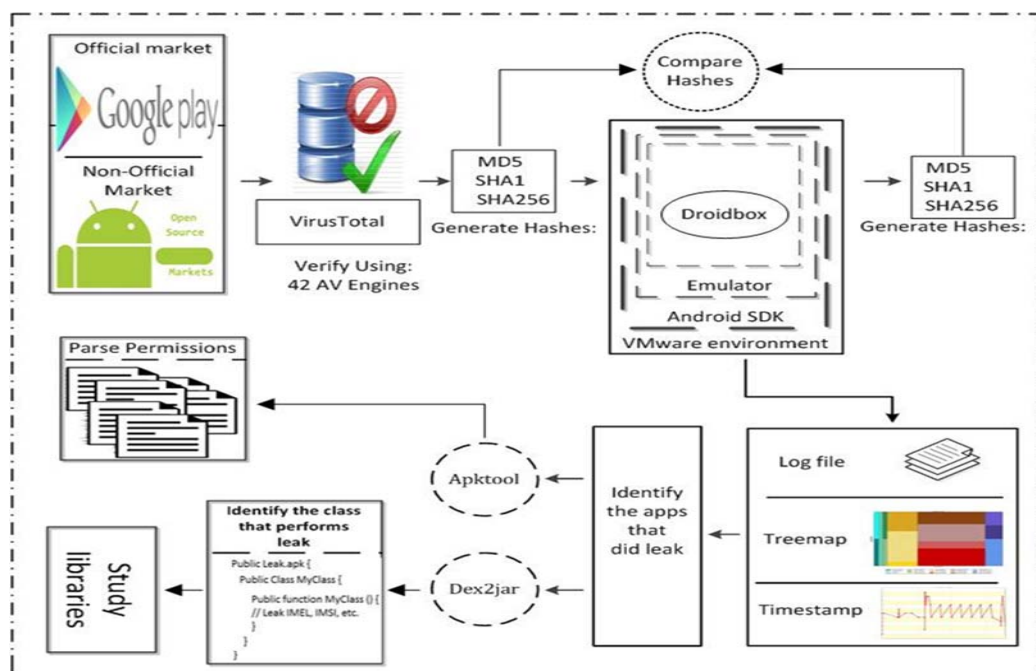 Official market
Google play
Non-Official
Market
Open
Source
Markets
VirusTotal
Verify Using:
42 AV Engines
MD5
SHA1
SHA256
Generate Hashes:
Compare
Hashes
Droidbox
Emulator
Android SDK
VMware environment
MD5
SHA1
SHA256
Generate Hashes:
Parse Permissions
Apktool
Identify
the apps
that
did leak
Log file
Treemap
Timestamp
Study
libraries
Identify the class
that performs
leak
Public Leak.apk {
Public Class MyClass {
Public function MyClass () {
// Leak IMEL, IMSI, etc.
}
}
}
Dex2jar